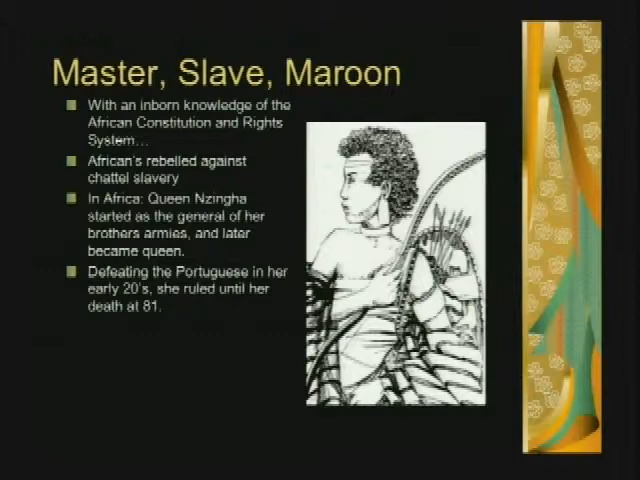 Master, Slave, Maroon
With an inborn knowledge of the
African Constitution and Rights
System…
African's rebelled against
chattel slavery
In Africa: Queen Nzingha
started as the general of her
brothers armies, and later
became queen.
Defeating the Portuguese in her
early 20's, she ruled until her
death at 81.